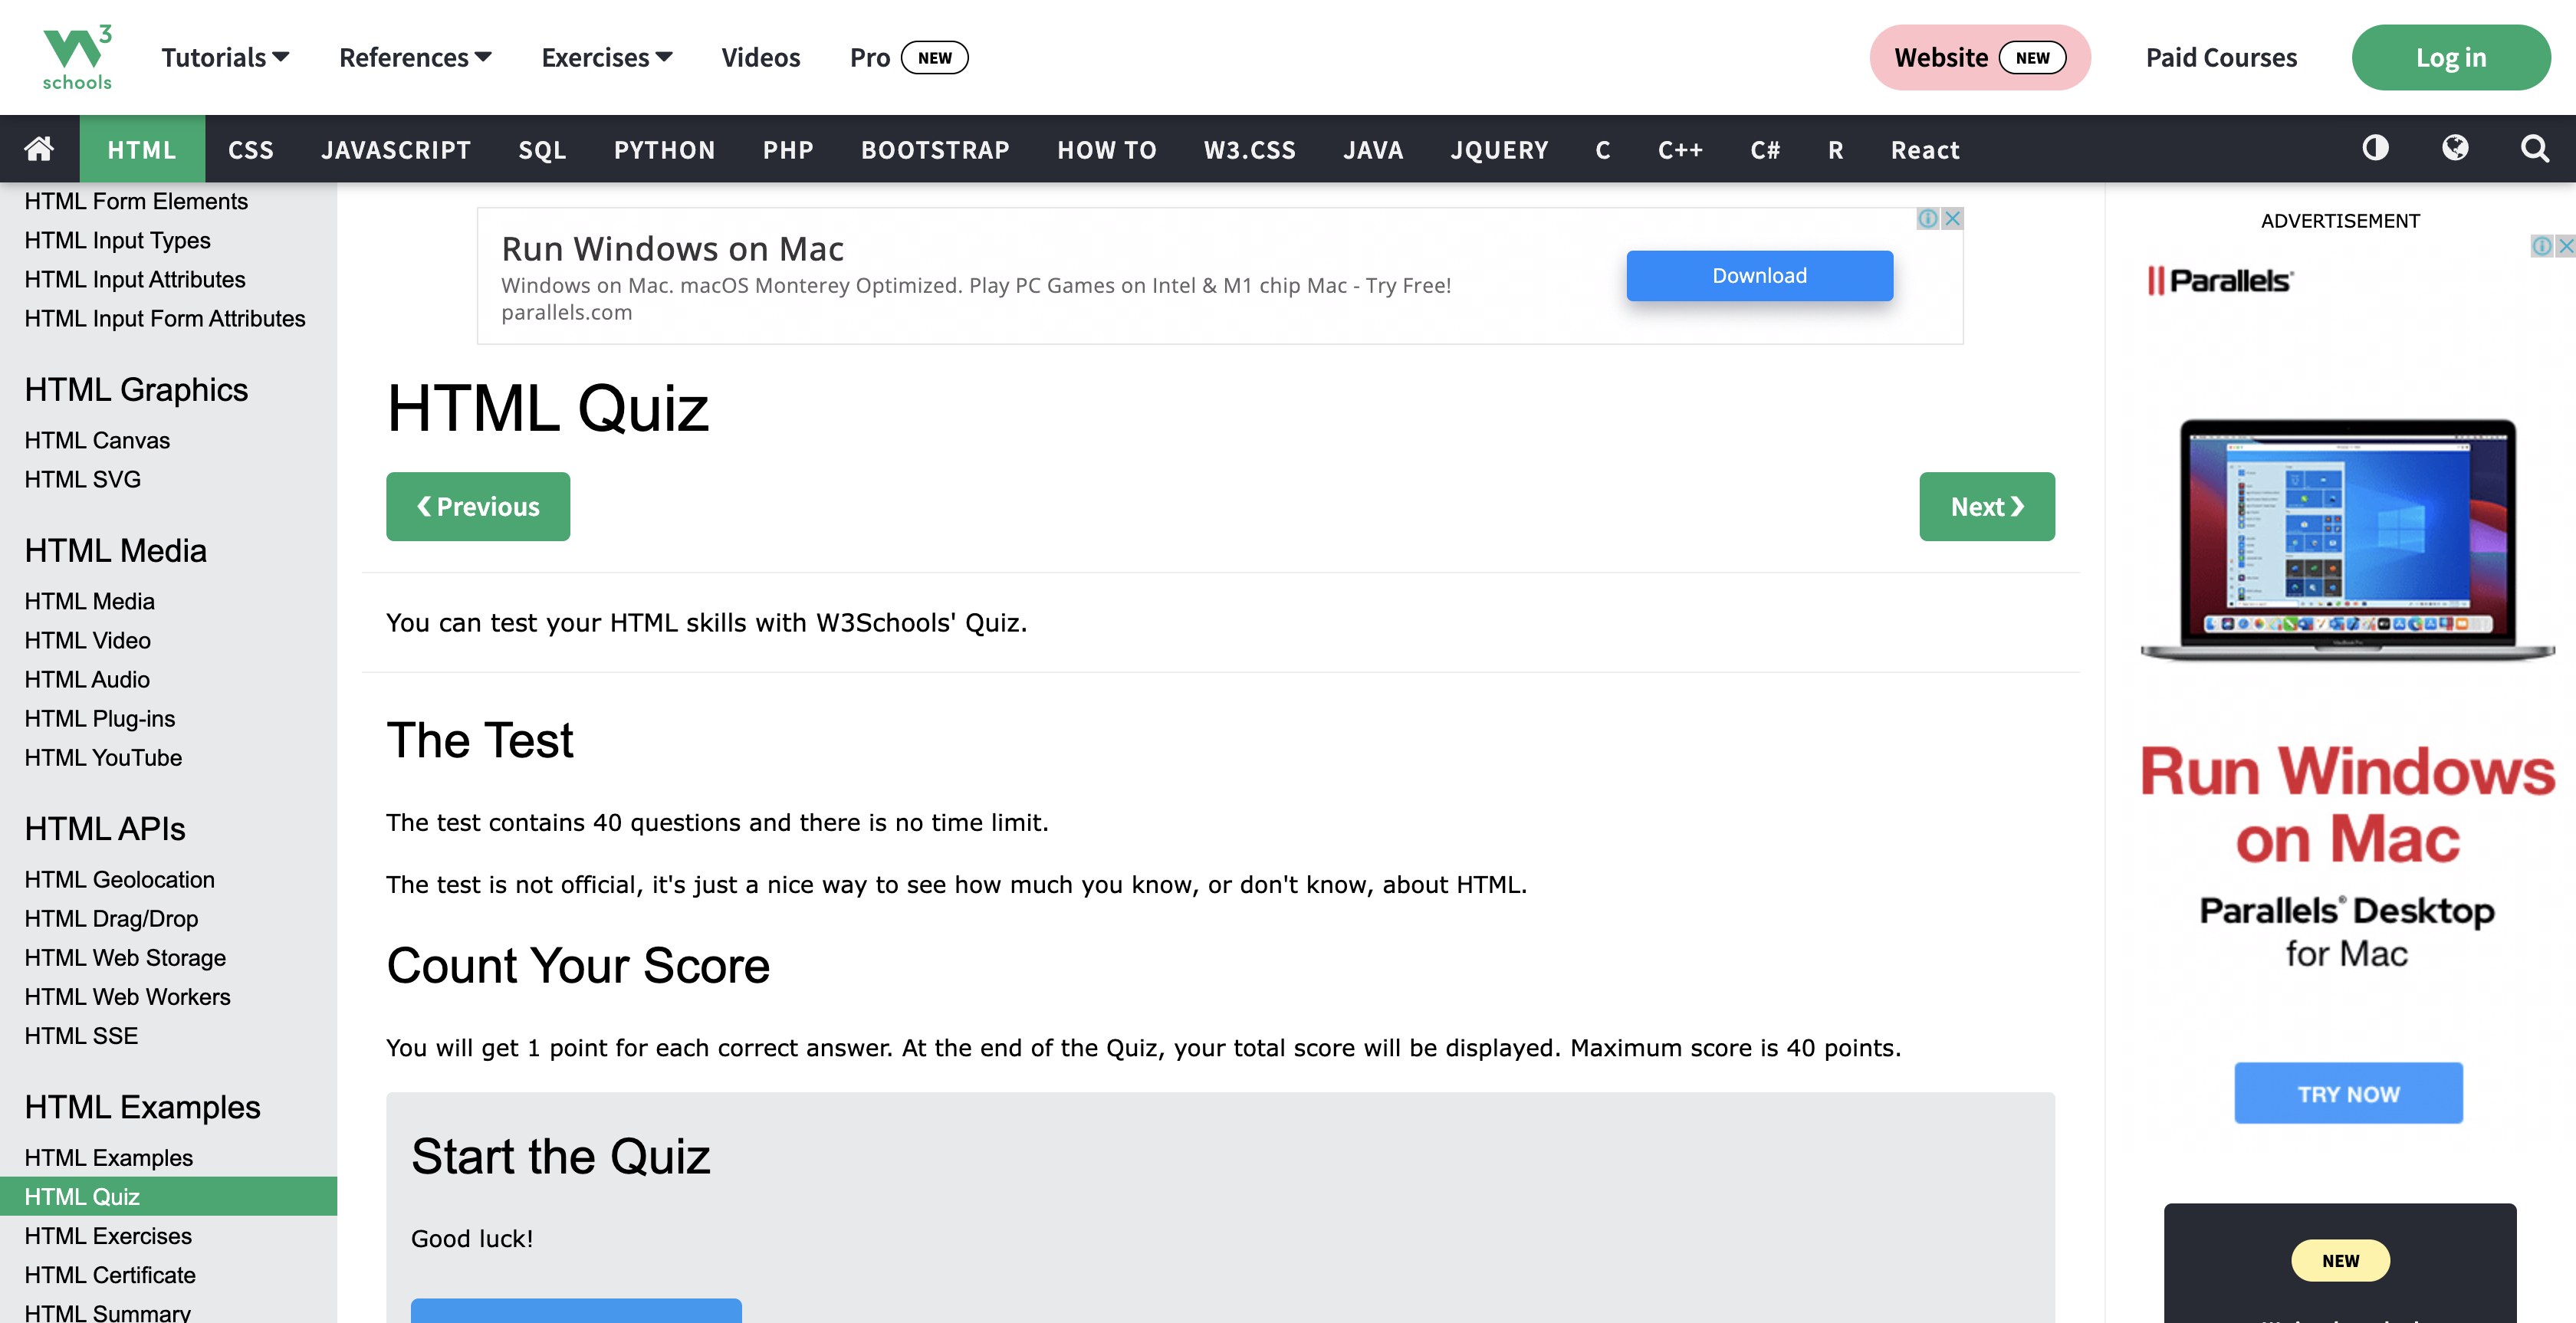 W3
schools
Tutorials
References
Exercises
Videos
Pro
NEW
Website
NEW
Paid Courses
Log in
HTML
CSS
JAVASCRIPT
SQL
PYTHON
PHP
BOOTSTRAP
HOW TO
W3.CSS
JAVA
JQUERY
C
C++
C#
R
React
HTML Form Elements
HTML Input Types
HTML Input Attributes
HTML Input Form Attributes
HTML Graphics
HTML Canvas
HTML SVG
HTML Media
HTML Media
HTML Video
HTML Audio
HTML Plug-ins
HTML YouTube
HTML APIs
HTML Geolocation
HTML Drag/Drop
HTML Web Storage
HTML Web Workers
HTML SSE
HTML Examples
HTML Examples
HTML Quiz
HTML Exercises
HTML Certificate
HTML Summary
Run Windows on Mac
Windows on Mac. macOS Monterey Optimized. Play PC Games on Intel & M1 chip Mac - Try Free!
parallels.com
Download
HTML Quiz
❮ Previous
Next ❯
You can test your HTML skills with W3Schools' Quiz.
The Test
The test contains 40 questions and there is no time limit.
The test is not official, it's just a nice way to see how much you know, or don't know, about HTML.
Count Your Score
You will get 1 point for each correct answer. At the end of the Quiz, your total score will be displayed. Maximum score is 40 points.
Start the Quiz
Good luck!
ADVERTISEMENT
Parallels®
Run Windows
on Mac
Parallels® Desktop
for Mac
TRY NOW
NEW